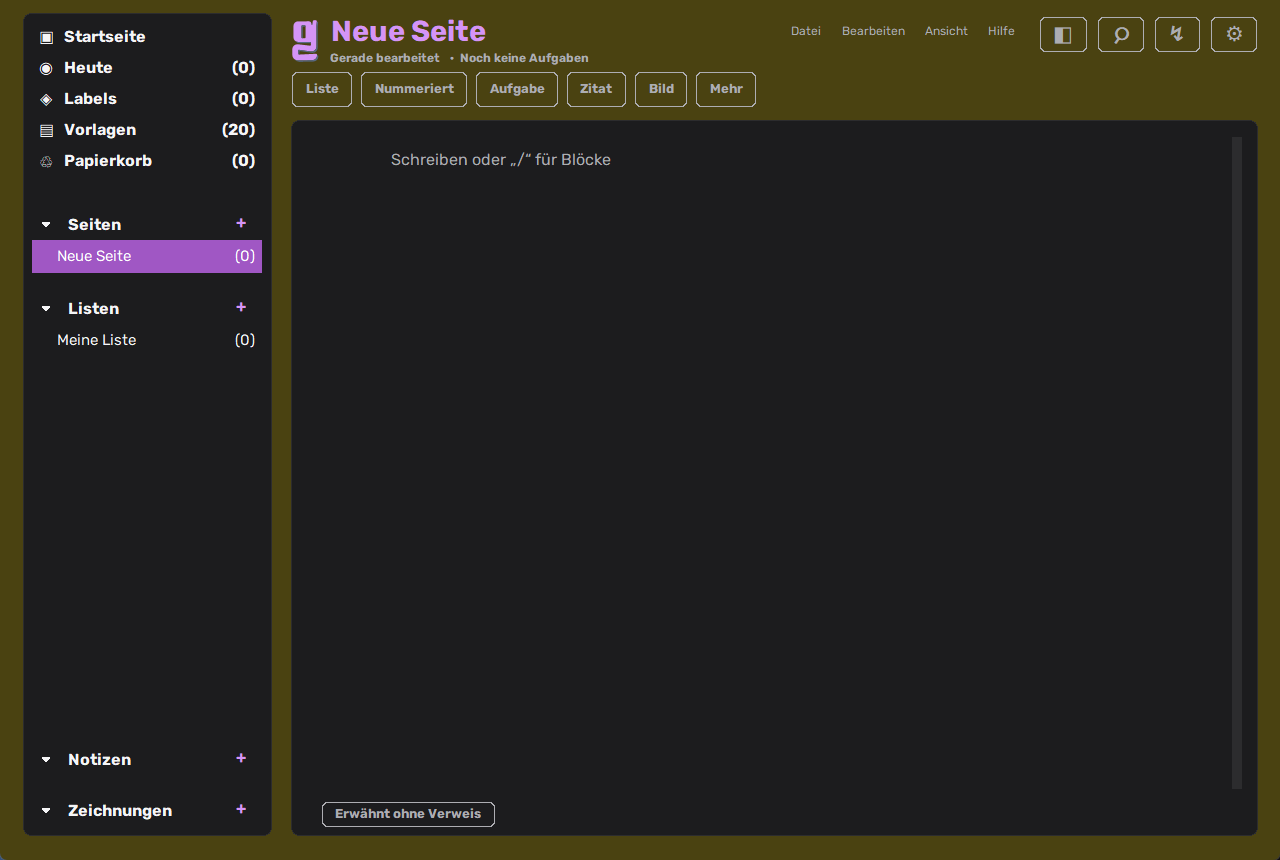 Startseite
Heute (0)
Labels (0)
Vorlagen (20)
Papierkorb (0)
Seiten +
Neue Seite (0)
Listen +
Meine Liste (0)
Notizen +
Zeichnungen +
g Neue Seite
Gerade bearbeitet • Noch keine Aufgaben
Datei Bearbeiten Ansicht Hilfe
Liste Nummeriert Aufgabe Zitat Bild Mehr
Schreiben oder „/“ für Blöcke
Erwähnt ohne Verweis